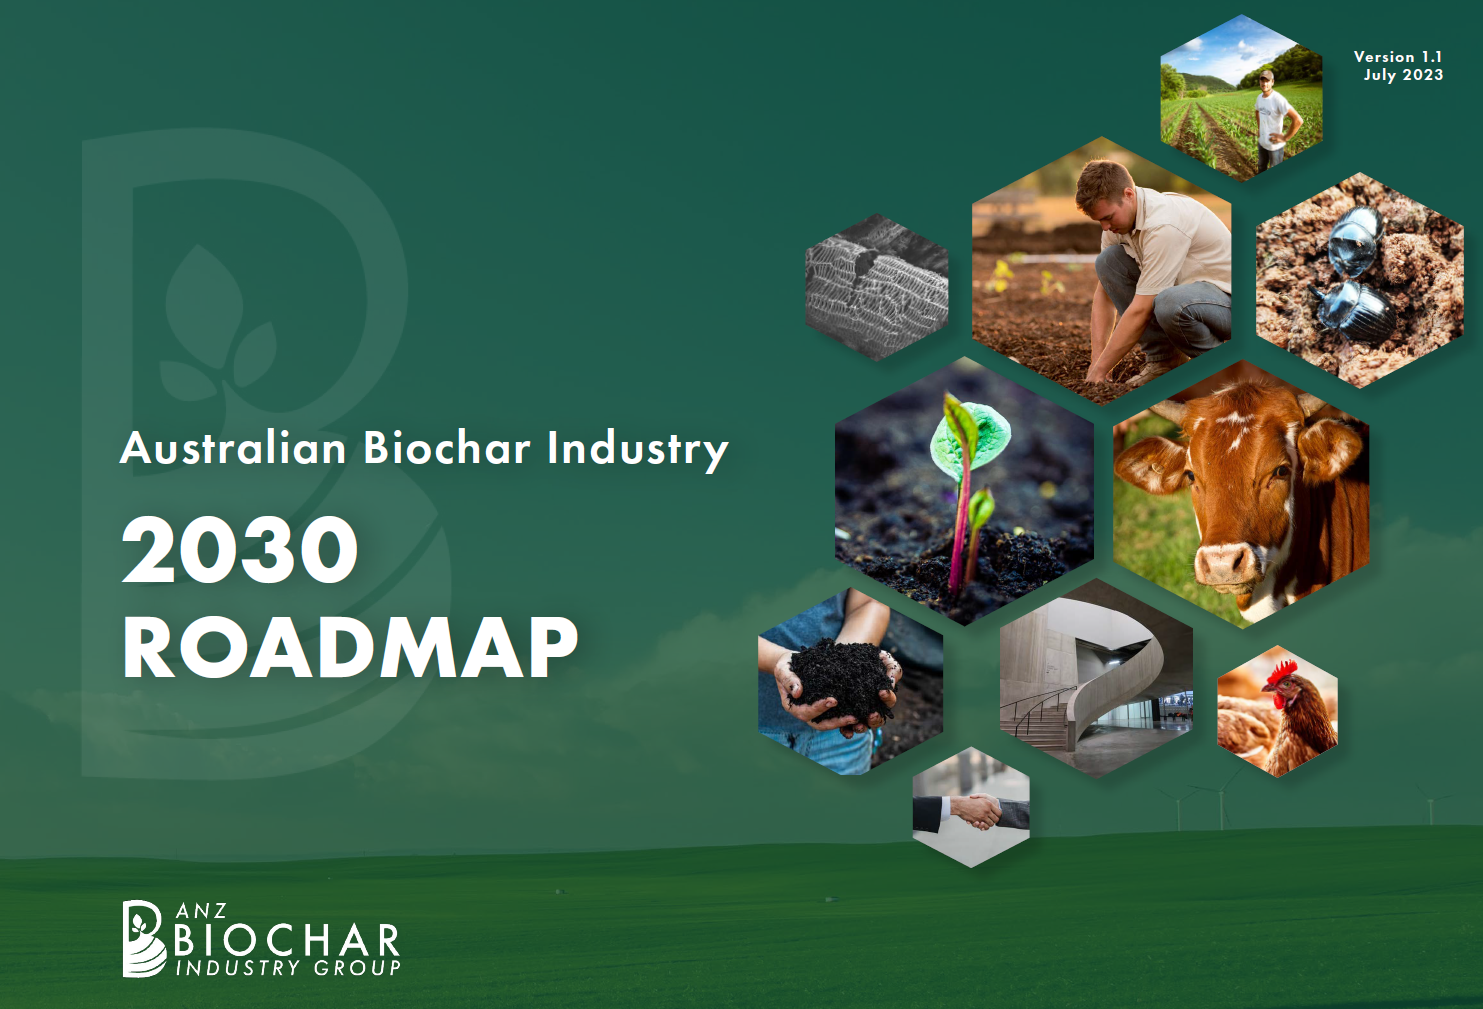 Version 1.1
July 2023
Australian Biochar Industry
2030
ROADMAP
ANZ
BIOCHAR
INDUSTRY GROUP